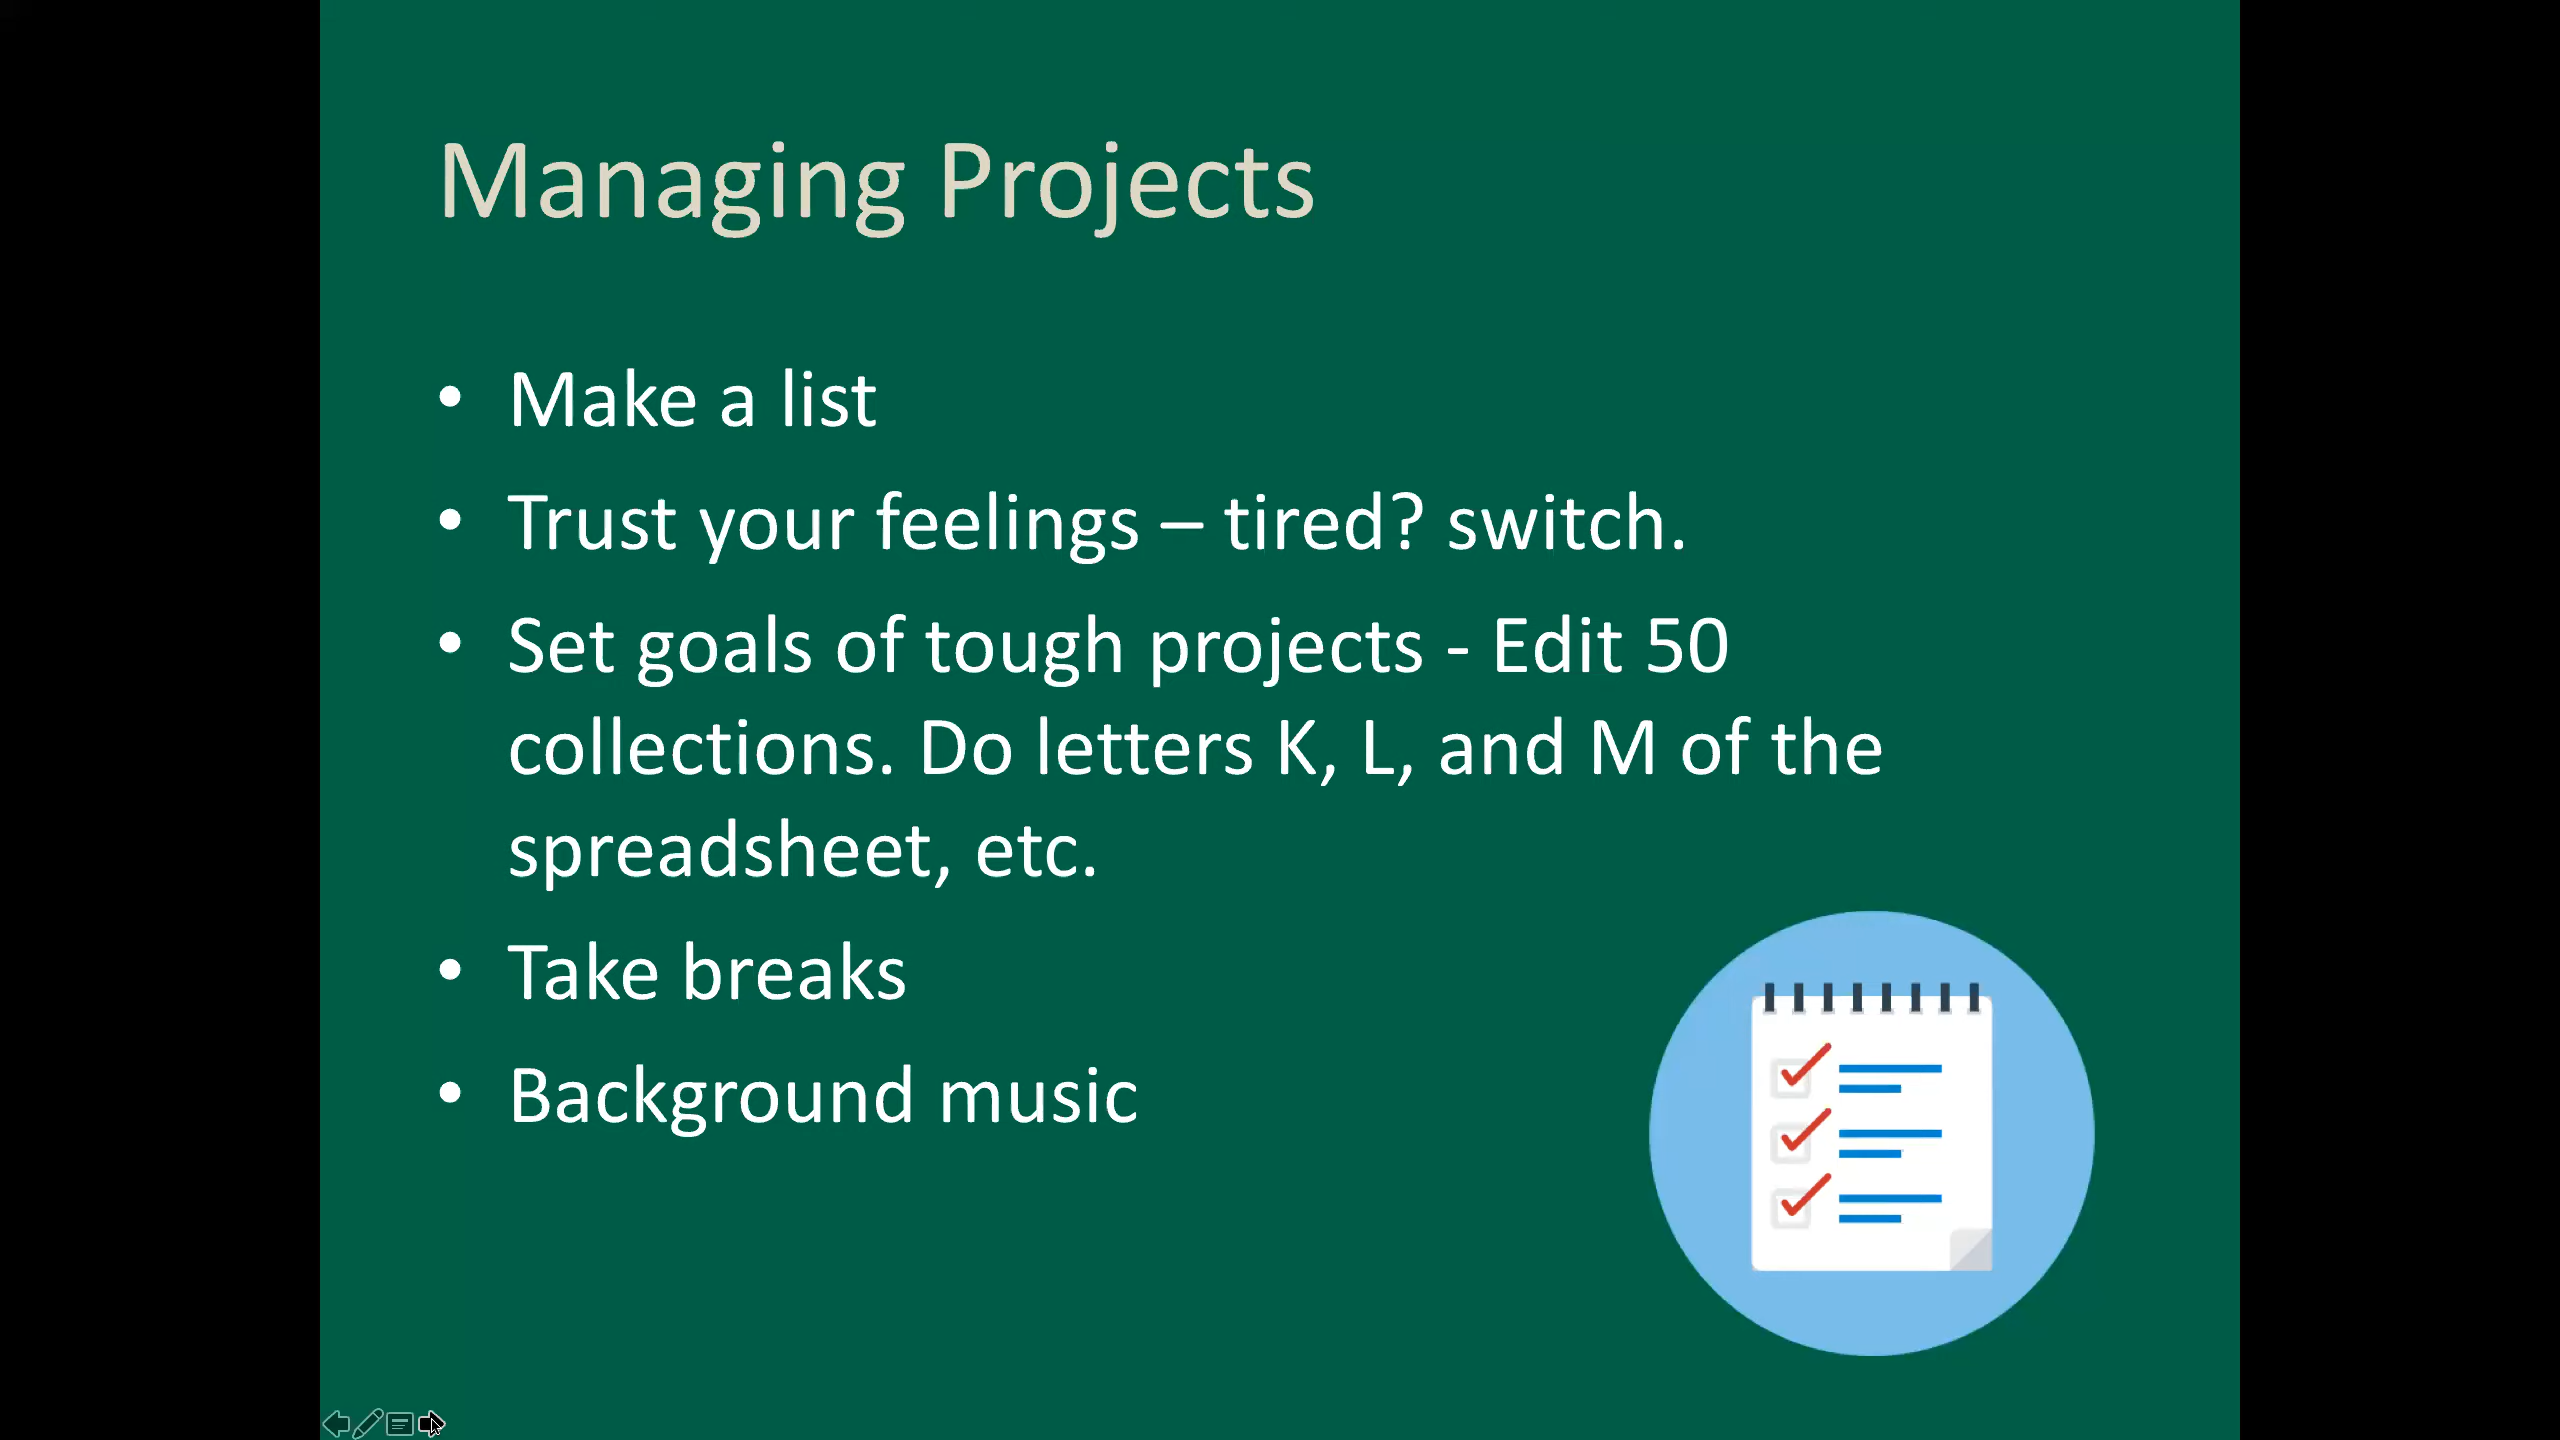 Managing Projects
• Make a list
• Trust your feelings – tired? switch.
• Set goals of tough projects - Edit 50
collections. Do letters K, L, and M of the
spreadsheet, etc.
• Take breaks
• Background music